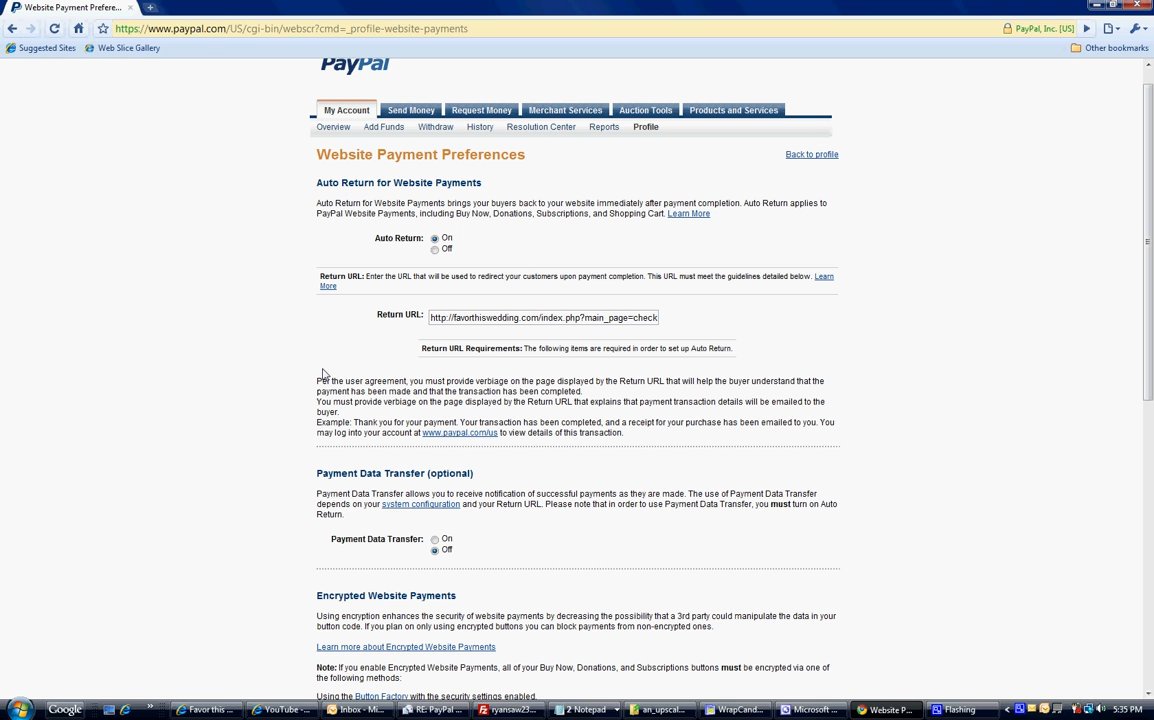 Website Payment Prefere...
https://www.paypal.com/US/cgi-bin/webscr?cmd=_profile-website-payments
PayPal, Inc. [US]
Suggested Sites Web Slice Gallery Other bookmarks
PayPal
My Account Send Money Request Money Merchant Services Auction Tools Products and Services
Overview Add Funds Withdraw History Resolution Center Reports Profile
Website Payment Preferences Back to profile
Auto Return for Website Payments
Auto Return for Website Payments brings your buyers back to your website immediately after payment completion. Auto Return applies to
PayPal Website Payments, including Buy Now, Donations, Subscriptions, and Shopping Cart. Learn More
Auto Return: On
Off
Return URL: Enter the URL that will be used to redirect your customers upon payment completion. This URL must meet the guidelines detailed below. Learn
More
Return URL: http://favorthiswedding.com/index.php?main_page=check
Return URL Requirements: The following items are required in order to set up Auto Return.
Per the user agreement, you must provide verbiage on the page displayed by the Return URL that will help the buyer understand that the
payment has been made and that the transaction has been completed.
You must provide verbiage on the page displayed by the Return URL that explains that payment transaction details will be emailed to the
buyer.
Example: Thank you for your payment. Your transaction has been completed, and a receipt for your purchase has been emailed to you. You
may log into your account at www.paypal.com/us to view details of this transaction.
Payment Data Transfer (optional)
Payment Data Transfer allows you to receive notification of successful payments as they are made. The use of Payment Data Transfer
depends on your system configuration and your Return URL. Please note that in order to use Payment Data Transfer, you must turn on Auto
Return.
Payment Data Transfer: On
Off
Encrypted Website Payments
Using encryption enhances the security of website payments by decreasing the possibility that a 3rd party could manipulate the data in your
button code. If you plan on only using encrypted buttons you can block payments from non-encrypted ones.
Learn more about Encrypted Website Payments
Note: If you enable Encrypted Website Payments, all of your Buy Now, Donations, and Subscriptions buttons must be encrypted via one of
the following methods:
Using the Button Factory with the security settings enabled.
Google Favor this ... YouTube -... Inbox - Mi... RE: PayPal ... ryansaw23... 2 Notepad an_upscal... WrapCand... Microsoft ... Website P... Flashing 5:35 PM